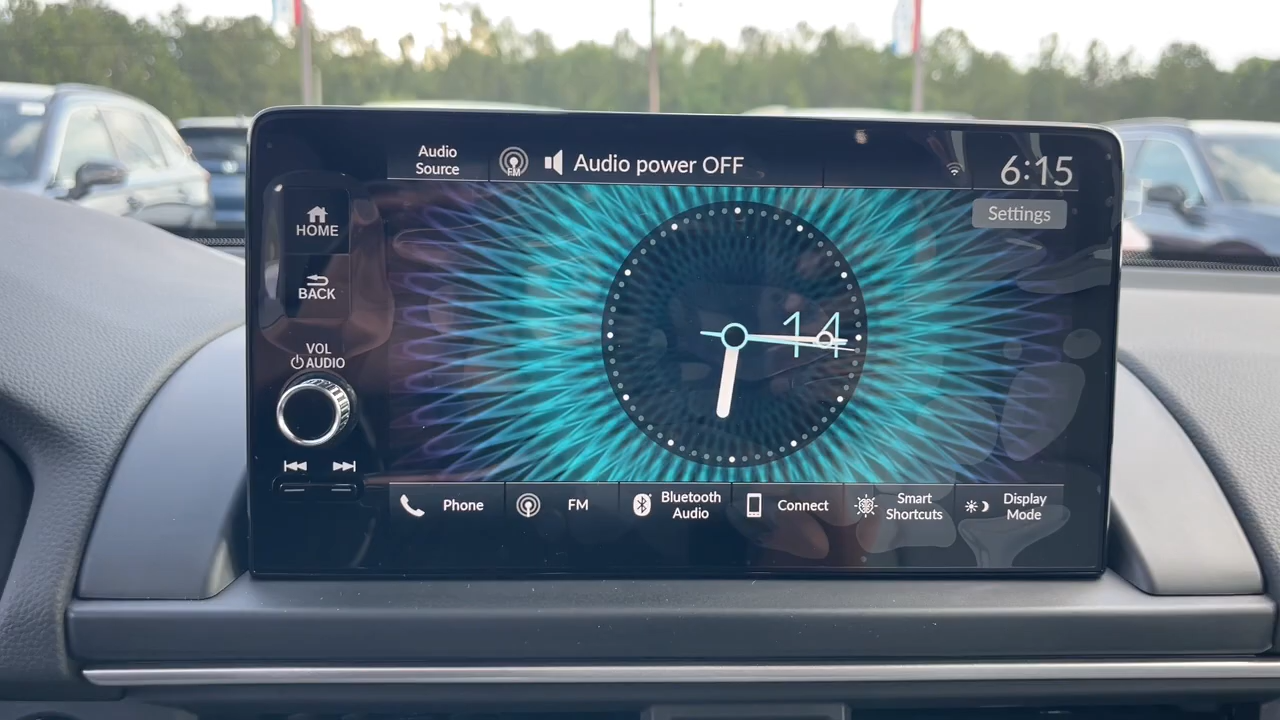 Audio
Source
FM
Audio power OFF
6:15
Settings
HOME
BACK
VOL
AUDIO
14
Phone
FM
Bluetooth
Audio
Connect
Smart
Shortcuts
Display
Mode